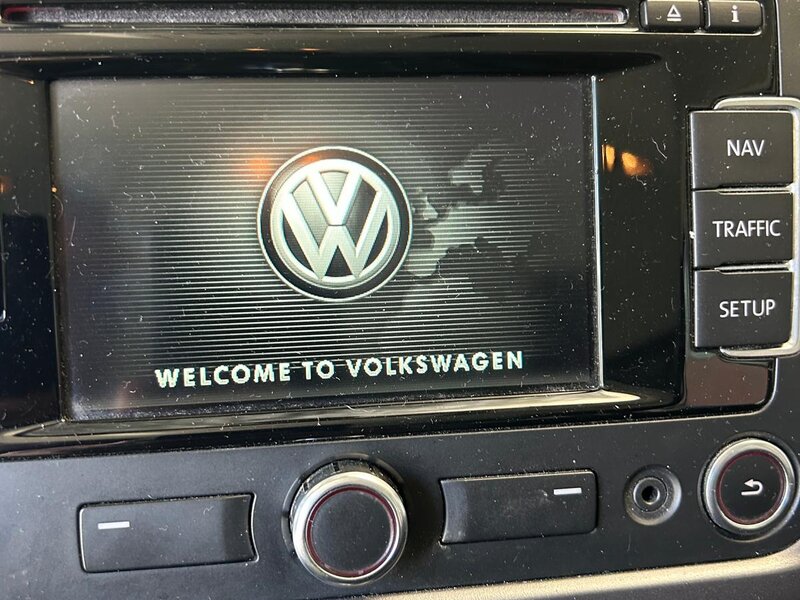 i
NAV
TRAFFIC
SETUP
WELCOME TO VOLKSWAGEN